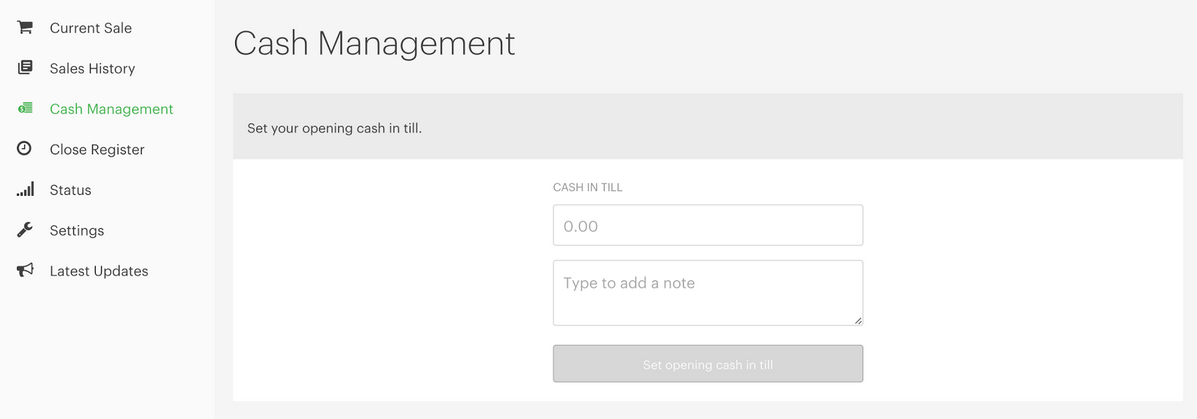 Current Sale
Sales History
Cash Management
Close Register
Status
Settings
Latest Updates
Cash Management
Set your opening cash in till.
CASH IN TILL
0.00
Type to add a note
Set opening cash in till